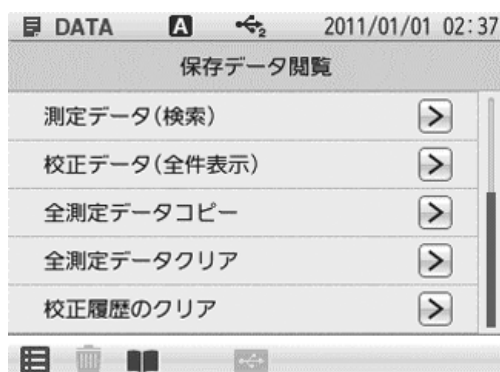 DATA A 2 2011/01/01 02:37
保存データ閲覧
測定データ(検索)
校正データ(全件表示)
全測定データコピー
全測定データクリア
校正履歴のクリア